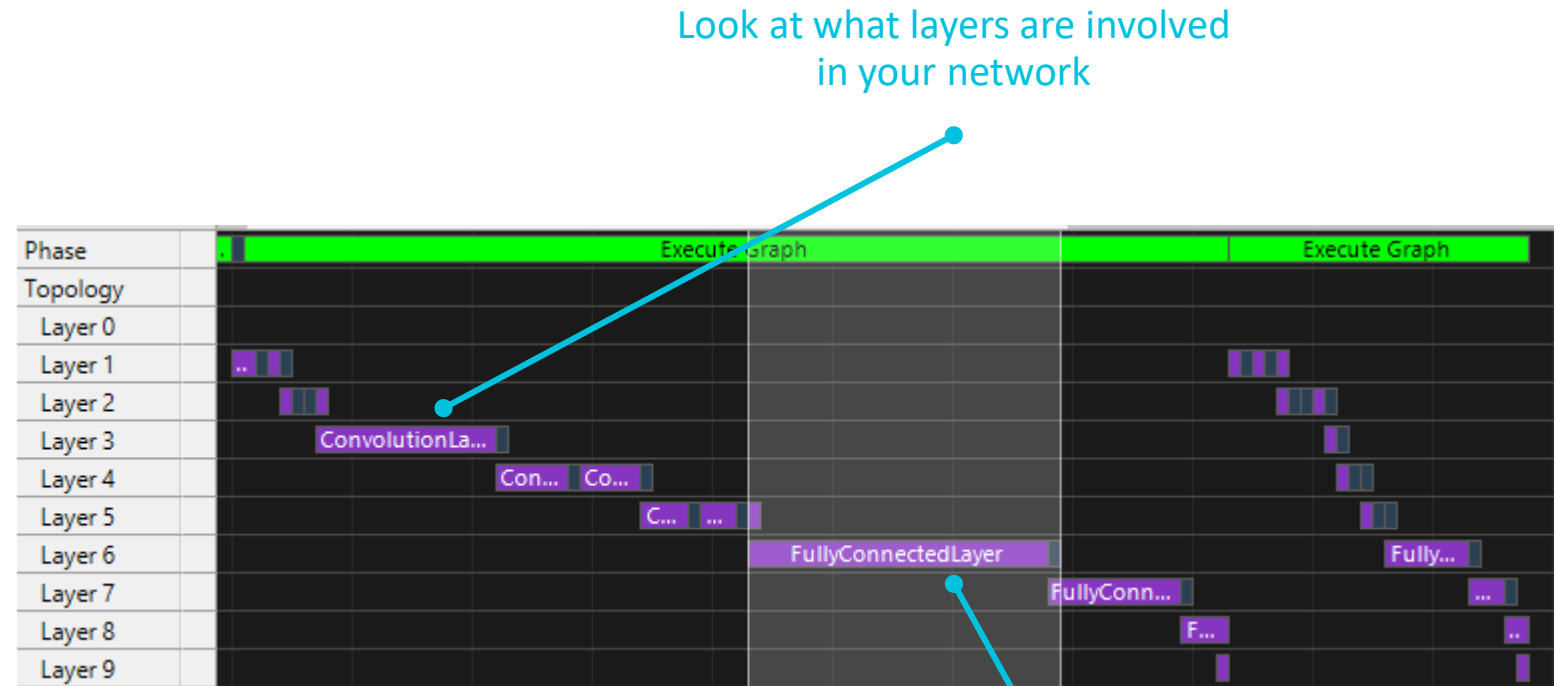 Look at what layers are involved
in your network
Phase . Execute Graph Execute Graph
Topology
Layer 0
Layer 1 ..
Layer 2
Layer 3 ConvolutionLa...
Layer 4 Con... Co...
Layer 5 C... ...
Layer 6 FullyConnectedLayer Fully...
Layer 7 FullyConn... ...
Layer 8 F... ..
Layer 9